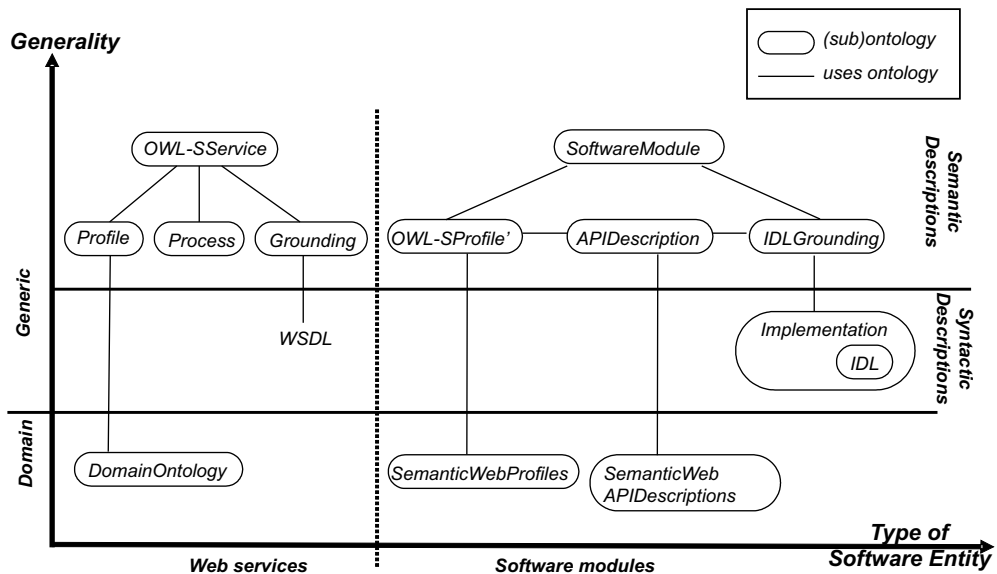 Generality
(sub)ontology
uses ontology
OWL-SService
SoftwareModule
Semantic
Descriptions
Profile
Process
Grounding
OWL-SProfile’
APIDescription
IDLGrounding
Generic
Syntactic
Descriptions
WSDL
Implementation
IDL
Domain
DomainOntology
SemanticWebProfiles
SemanticWeb
APIDescriptions
Type of
Software Entity
Web services
Software modules